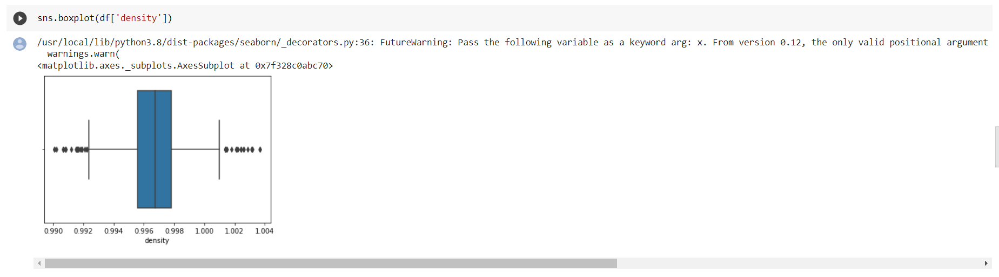 sns.boxplot(df['density'])
/usr/local/lib/python3.8/dist-packages/seaborn/_decorators.py:36: FutureWarning: Pass the following variable as a keyword arg: x. From version 0.12, the only valid positional argument
warnings.warn(
<matplotlib.axes._subplots.AxesSubplot at 0x7f328c0abc70>
0.990 0.992 0.994 0.996 0.998 1.000 1.002 1.004
density